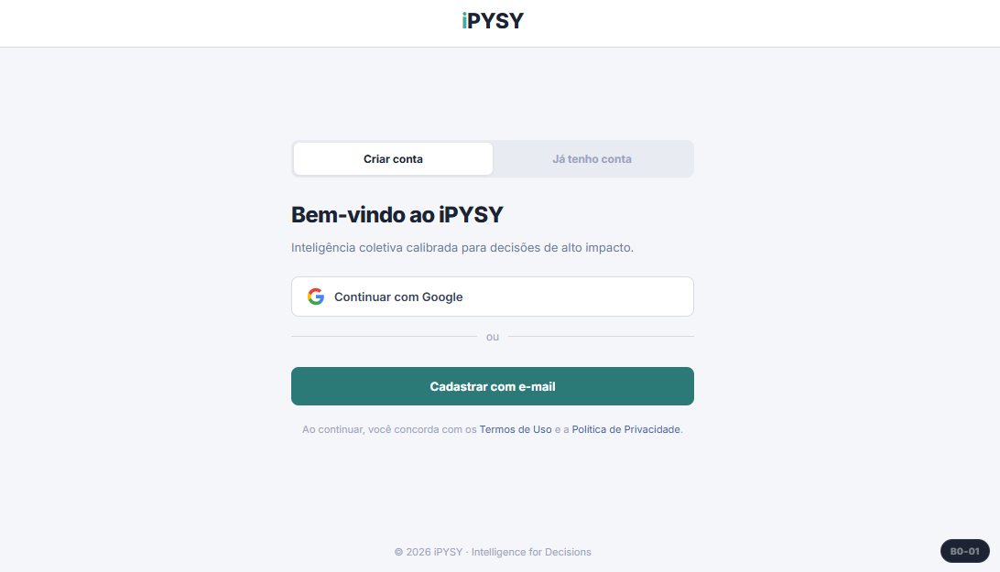 iPYSY
Criar conta
Já tenho conta
Bem-vindo ao iPYSY
Inteligência coletiva calibrada para decisões de alto impacto.
Continuar com Google
ou
Cadastrar com e-mail
Ao continuar, você concorda com os Termos de Uso e a Política de Privacidade.
© 2026 iPYSY · Intelligence for Decisions
B0-01